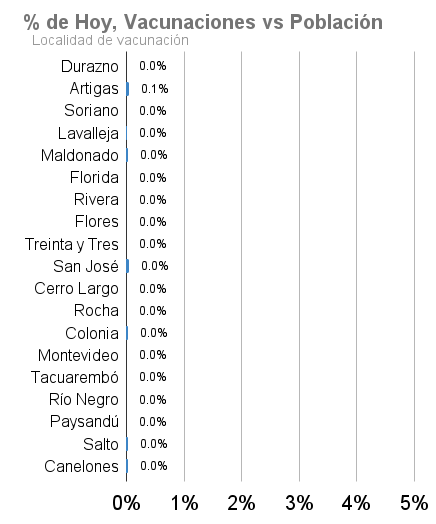 % de Hoy, Vacunaciones vs Población
Localidad de vacunación
Durazno 0.0%
Artigas 0.1%
Soriano 0.0%
Lavalleja 0.0%
Maldonado 0.0%
Florida 0.0%
Rivera 0.0%
Flores 0.0%
Treinta y Tres 0.0%
San José 0.0%
Cerro Largo 0.0%
Rocha 0.0%
Colonia 0.0%
Montevideo 0.0%
Tacuarembó 0.0%
Río Negro 0.0%
Paysandú 0.0%
Salto 0.0%
Canelones 0.0%
0% 1% 2% 3% 4% 5%